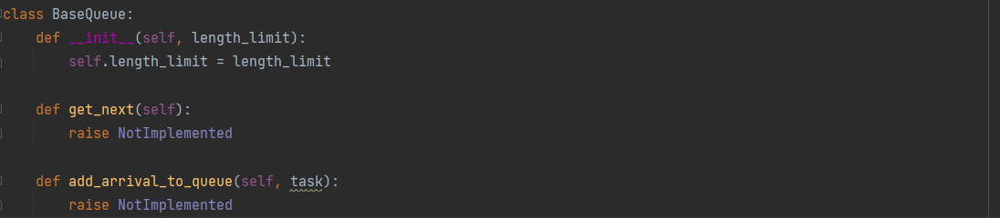 class BaseQueue:
    def __init__(self, length_limit):
        self.length_limit = length_limit

    def get_next(self):
        raise NotImplemented

    def add_arrival_to_queue(self, task):
        raise NotImplemented